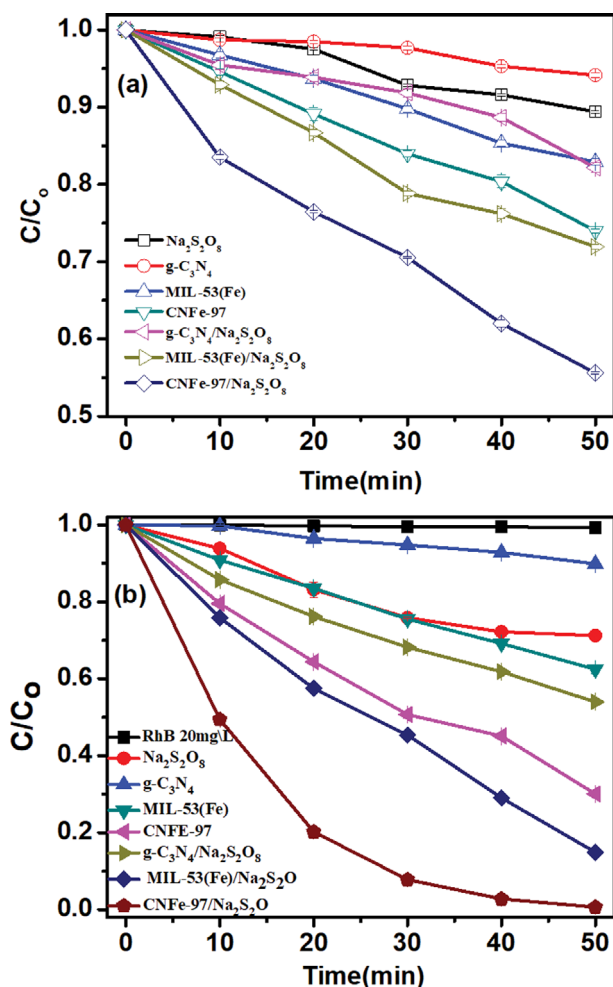 1.0
(a)
0.9
0.8
C/Co
0.7
Na2S2O8
g-C3N4
MIL-53(Fe)
CNFe-97
0.6
g-C3N4/Na2S2O8
MIL-53(Fe)/Na2S2O8
CNFe-97/Na2S2O8
0.5
0 10 20 30 40 50
Time(min)
1.0
(b)
0.8
0.6
C/Co
RhB 20mg\L
Na2S2O8
0.4
g-C3N4
MIL-53(Fe)
CNFE-97
0.2
g-C3N4/Na2S2O8
MIL-53(Fe)/Na2S2O
0.0
CNFe-97/Na2S2O
0 10 20 30 40 50
Time(min)